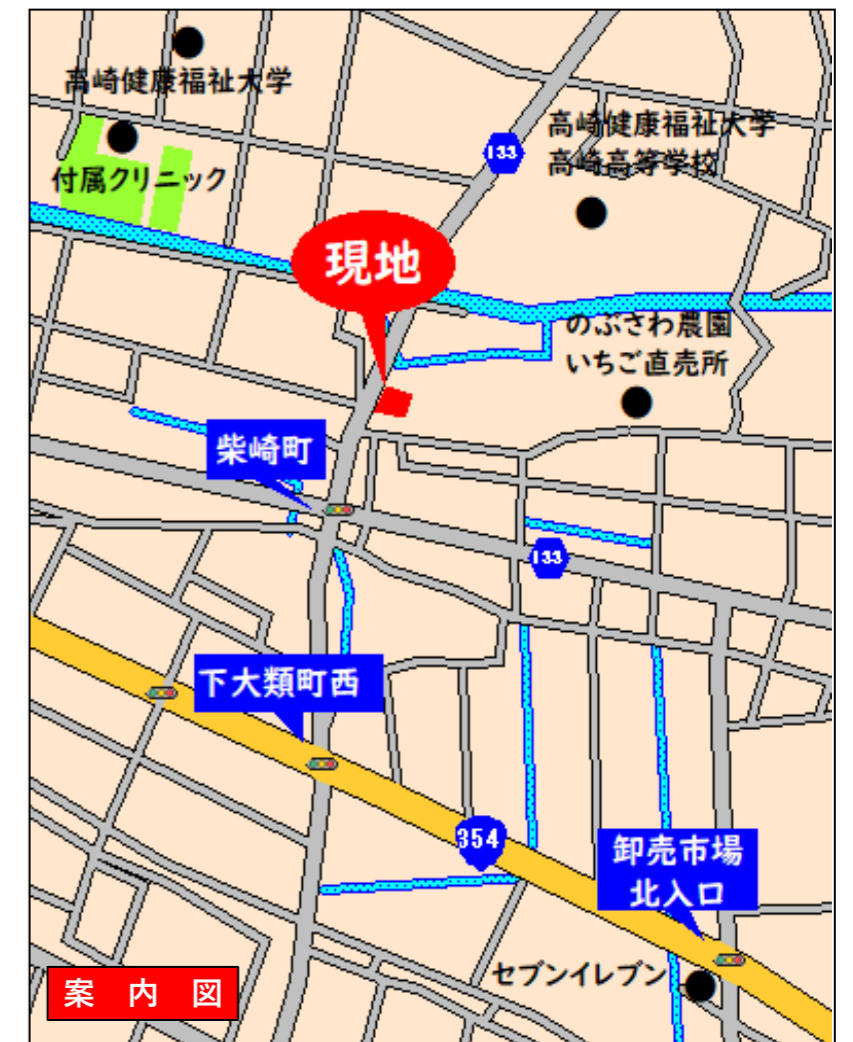 高崎健康福祉大学
付属クリニック
133
高崎健康福祉大学
高崎高等学校
現地
のぶさわ農園
いちご直売所
柴崎町
133
下大類町西
354
卸売市場
北入口
セブンイレブン
案 内 図